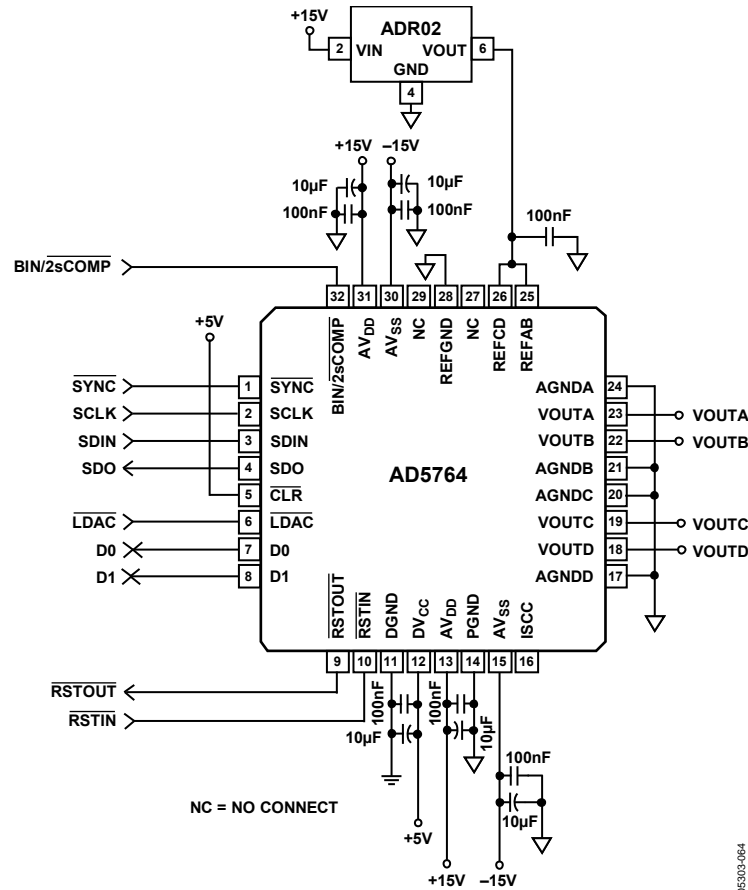 +15V
ADR02
2 VIN VOUT 6
GND
4
+15V –15V
10µF 10µF
100nF 100nF
100nF
BIN/2sCOMP
32 31 30 29 28 27 26 25
BIN/2sCOMP AVDD AVSS NC REFGND NC REFCD REFAB
+5V
SYNC 1 SYNC AGNDA 24
SCLK 2 SCLK VOUTA 23 VOUTA
SDIN 3 SDIN VOUTB 22 VOUTB
SDO 4 SDO AGNDB 21
AD5764
5 CLR AGNDC 20
LDAC 6 LDAC VOUTC 19 VOUTC
D0 7 D0 VOUTD 18 VOUTD
D1 8 D1 AGNDD 17
RSTOUT RSTIN DGND DVCC AVDD PGND AVSS ISCC
9 10 11 12 13 14 15 16
RSTOUT
RSTIN
100nF 100nF
10µF 10µF
100nF
10µF
NC = NO CONNECT
+5V
+15V –15V
05303-064